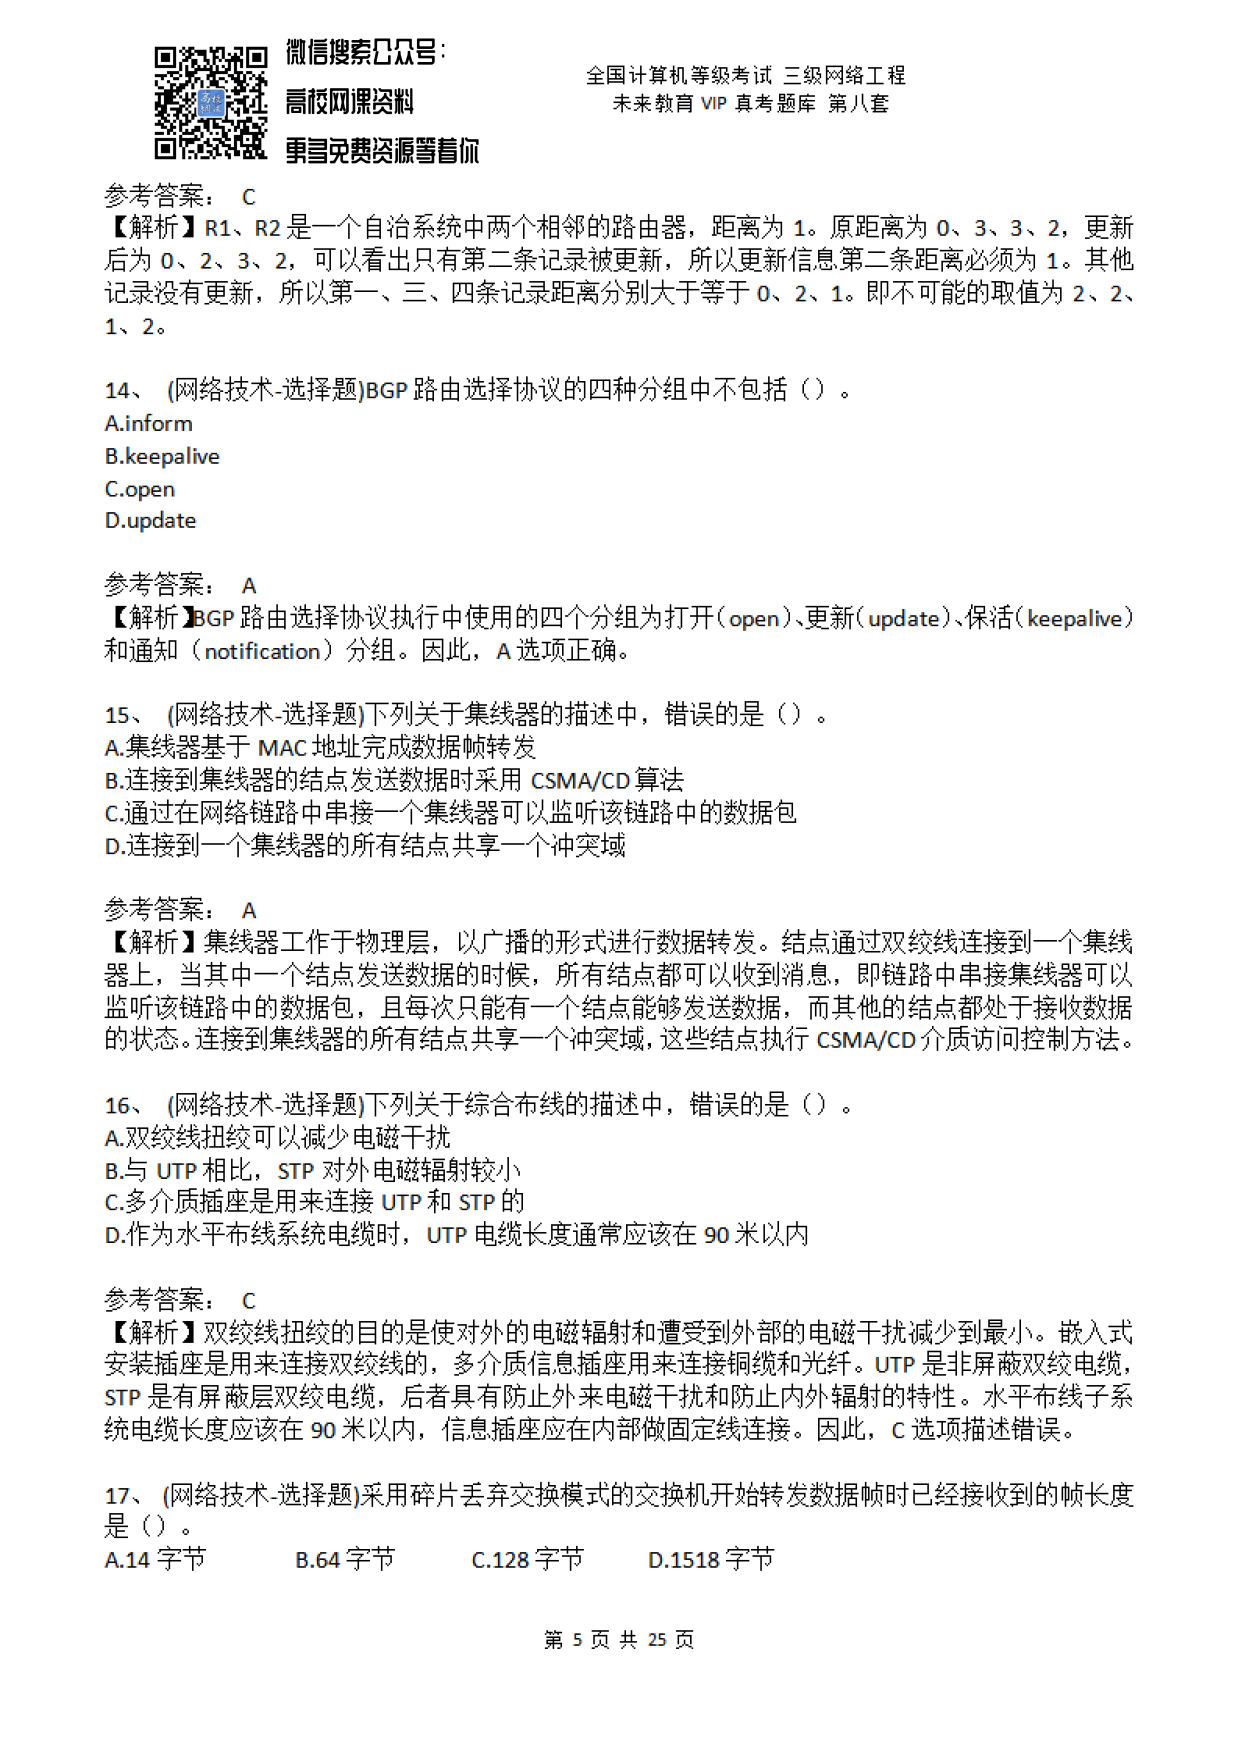 微信搜索公众号：
高校网课资料
更多免费资源等着你
全国计算机等级考试 三级网络工程
未来教育 VIP 真考题库 第八套
参考答案： C
【解析】R1、R2 是一个自治系统中两个相邻的路由器，距离为 1。原距离为 0、3、3、2，更新
后为 0、2、3、2，可以看出只有第二条记录被更新，所以更新信息第二条距离必须为 1。其他
记录没有更新，所以第一、三、四条记录距离分别大于等于 0、2、1。即不可能的取值为 2、2、
1、2。
14、 (网络技术-选择题)BGP 路由选择协议的四种分组中不包括（）。
A.inform
B.keepalive
C.open
D.update
参考答案： A
【解析】BGP 路由选择协议执行中使用的四个分组为打开（open）、更新（update）、保活（keepalive）
和通知（notification）分组。因此，A 选项正确。
15、 (网络技术-选择题)下列关于集线器的描述中，错误的是（）。
A.集线器基于 MAC 地址完成数据帧转发
B.连接到集线器的结点发送数据时采用 CSMA/CD 算法
C.通过在网络链路中串接一个集线器可以监听该链路中的数据包
D.连接到一个集线器的所有结点共享一个冲突域
参考答案： A
【解析】集线器工作于物理层，以广播的形式进行数据转发。结点通过双绞线连接到一个集线
器上，当其中一个结点发送数据的时候，所有结点都可以收到消息，即链路中串接集线器可以
监听该链路中的数据包，且每次只能有一个结点能够发送数据，而其他的结点都处于接收数据
的状态。连接到集线器的所有结点共享一个冲突域，这些结点执行 CSMA/CD 介质访问控制方法。
16、 (网络技术-选择题)下列关于综合布线的描述中，错误的是（）。
A.双绞线扭绞可以减少电磁干扰
B.与 UTP 相比，STP 对外电磁辐射较小
C.多介质插座是用来连接 UTP 和 STP 的
D.作为水平布线系统电缆时，UTP 电缆长度通常应该在 90 米以内
参考答案： C
【解析】双绞线扭绞的目的是使对外的电磁辐射和遭受到外部的电磁干扰减少到最小。嵌入式
安装插座是用来连接双绞线的，多介质信息插座用来连接铜缆和光纤。UTP 是非屏蔽双绞电缆，
STP 是有屏蔽层双绞电缆，后者具有防止外来电磁干扰和防止内外辐射的特性。水平布线子系
统电缆长度应该在 90 米以内，信息插座应在内部做固定线连接。因此，C 选项描述错误。
17、 (网络技术-选择题)采用碎片丢弃交换模式的交换机开始转发数据帧时已经接收到的帧长度
是（）。
A.14 字节 B.64 字节 C.128 字节 D.1518 字节
第 5 页 共 25 页